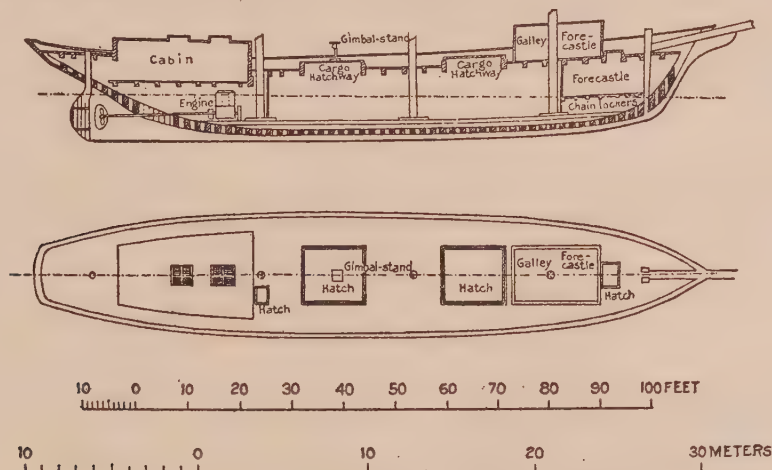 Gimbal-stand
Galley
Fore-
castle
Cabin
Cargo
Hatchway
Cargo
Hatchway
Forecastle
Engine
Chain lockers
Gimbal-stand
Galley
Fore-
castle
Hatch
Hatch
Hatch
Hatch
10 0 10 20 30 40 50 60 70 80 90 100 FEET
10 0 10 20 30 METERS